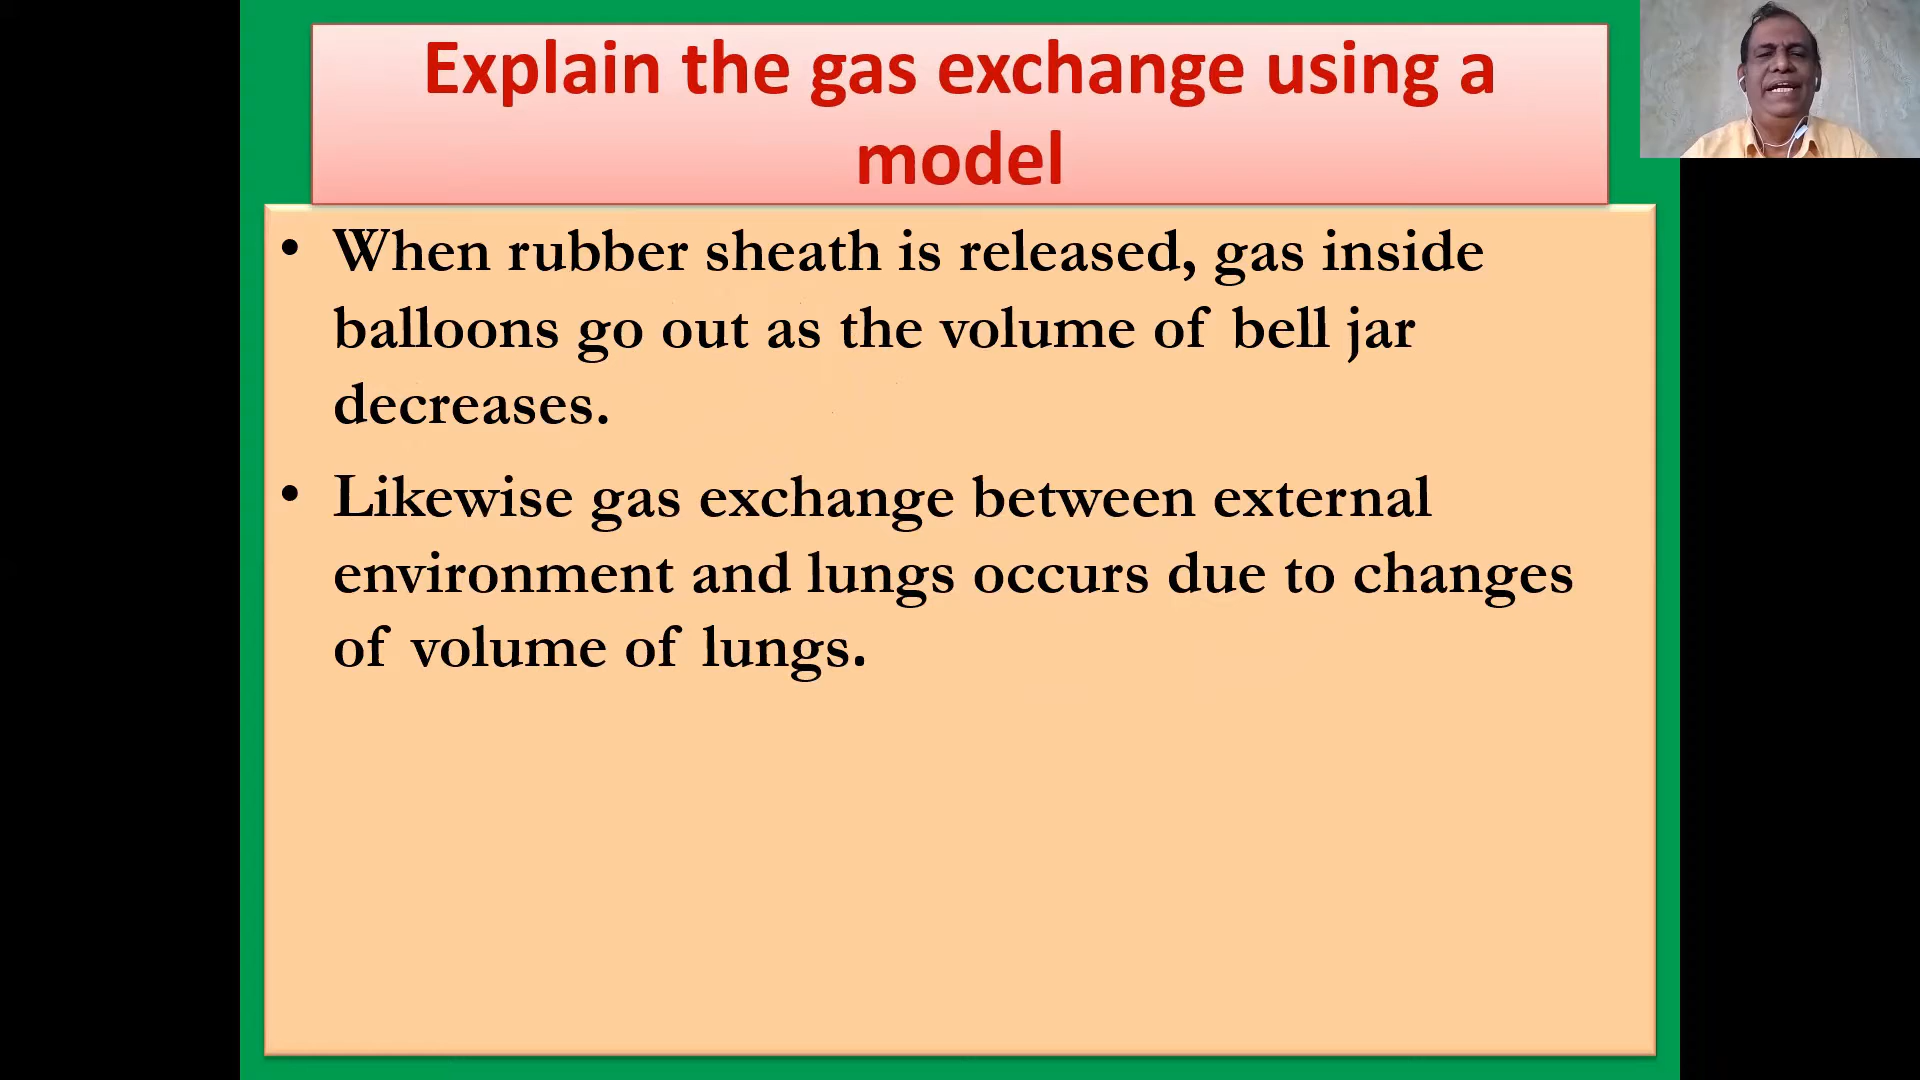 Explain the gas exchange using a
model
• When rubber sheath is released, gas inside
balloons go out as the volume of bell jar
decreases.
• Likewise gas exchange between external
environment and lungs occurs due to changes
of volume of lungs.